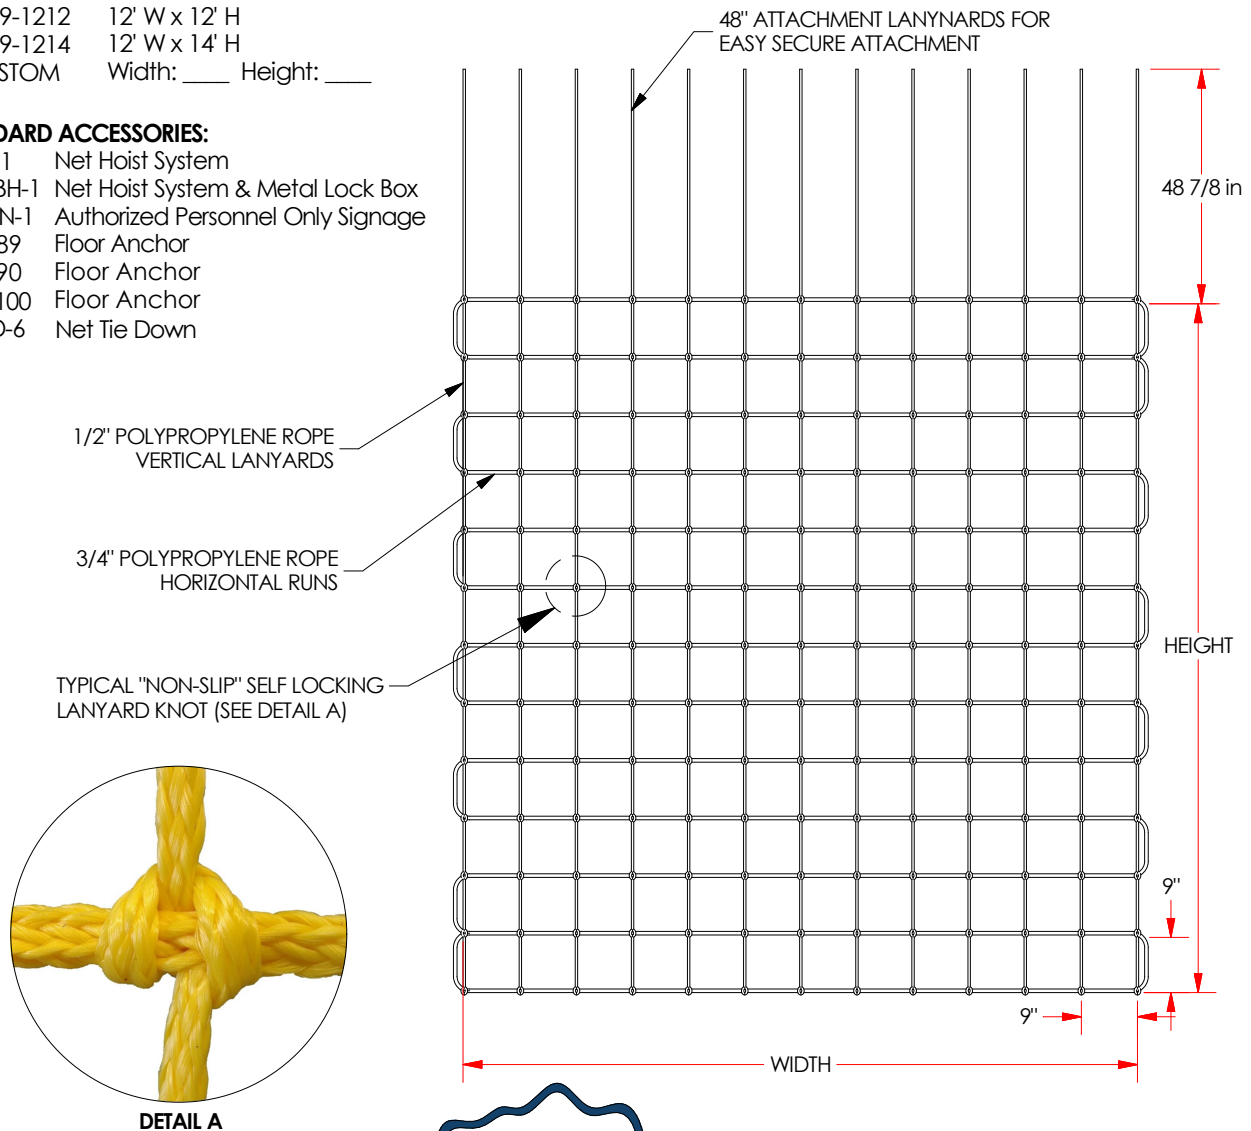 9-1212 12' W x 12' H
9-1214 12' W x 14' H
STOM Width: ____ Height: ____
DARD ACCESSORIES:
1 Net Hoist System
BH-1 Net Hoist System & Metal Lock Box
N-1 Authorized Personnel Only Signage
89 Floor Anchor
90 Floor Anchor
100 Floor Anchor
D-6 Net Tie Down
48" ATTACHMENT LANYNARDS FOR
EASY SECURE ATTACHMENT
48 7/8 in
1/2" POLYPROPYLENE ROPE
VERTICAL LANYARDS
3/4" POLYPROPYLENE ROPE
HORIZONTAL RUNS
TYPICAL "NON-SLIP" SELF LOCKING
LANYARD KNOT (SEE DETAIL A)
HEIGHT
9"
9"
WIDTH
DETAIL A